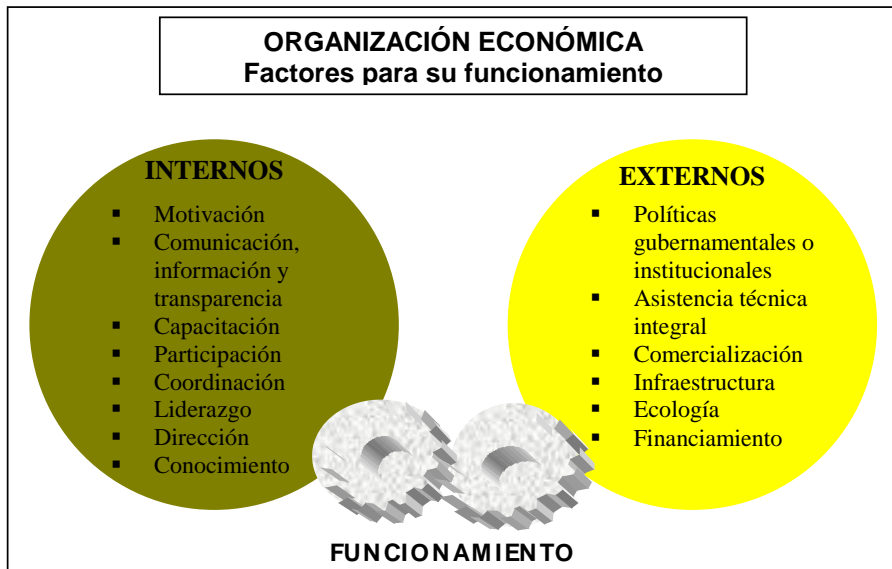 ORGANIZACIÓN ECONÓMICA
Factores para su funcionamiento
INTERNOS
▪ Motivación
▪ Comunicación,
información y
transparencia
▪ Capacitación
▪ Participación
▪ Coordinación
▪ Liderazgo
▪ Dirección
▪ Conocimiento
EXTERNOS
▪ Políticas
gubernamentales o
institucionales
▪ Asistencia técnica
integral
▪ Comercialización
▪ Infraestructura
▪ Ecología
▪ Financiamiento
FUNCIONAMIENTO